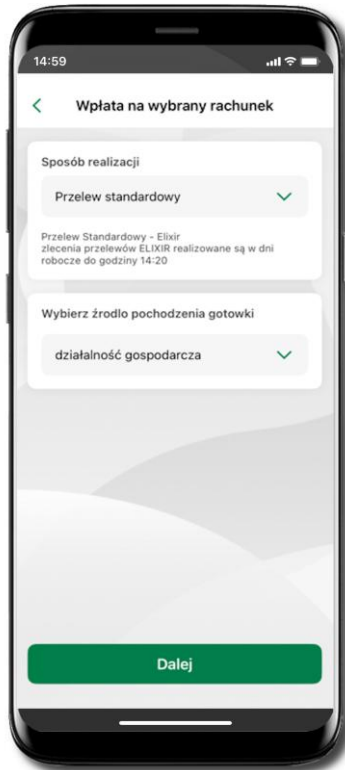 14:59
Wpłata na wybrany rachunek
Sposób realizacji
Przelew standardowy
Przelew Standardowy - Elixir
zlecenia przelewów ELIXIR realizowane są w dni
robocze do godziny 14:20
Wybierz źrodlo pochodzenia gotowki
działalność gospodarcza
Dalej